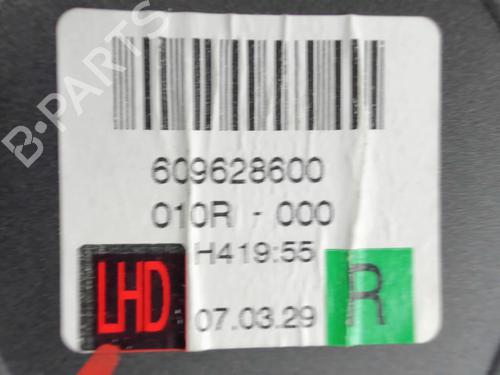 B-PARTS
609628600
010R - 000
H419:55
LHD
07.03.29
R